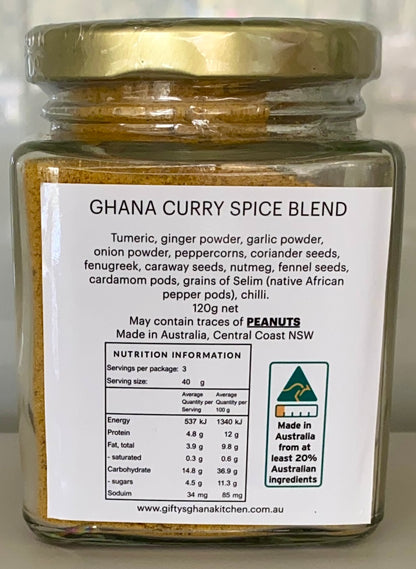 GHANA CURRY SPICE BLEND
Tumeric, ginger powder, garlic powder,
onion powder, peppercorns, coriander seeds,
fenugreek, caraway seeds, nutmeg, fennel seeds,
cardamom pods, grains of Selim (native African
pepper pods), chilli.
120g net
May contain traces of PEANUTS
Made in Australia, Central Coast NSW
NUTRITION INFORMATION
Servings per package: 3
Serving size: 40 g
Average Quantity per Serving Average Quantity per 100 g
Energy 537 kJ 1340 kJ
Protein 4.8 g 12 g
Fat, total 3.9 g 9.8 g
- saturated 0.3 g 0.6 g
Carbohydrate 14.8 g 36.9 g
- sugars 4.5 g 11.3 g
Soduim 34 mg 85 mg
Made in
Australia
from at
least 20%
Australian
ingredients
www.giftysghanakitchen.com.au